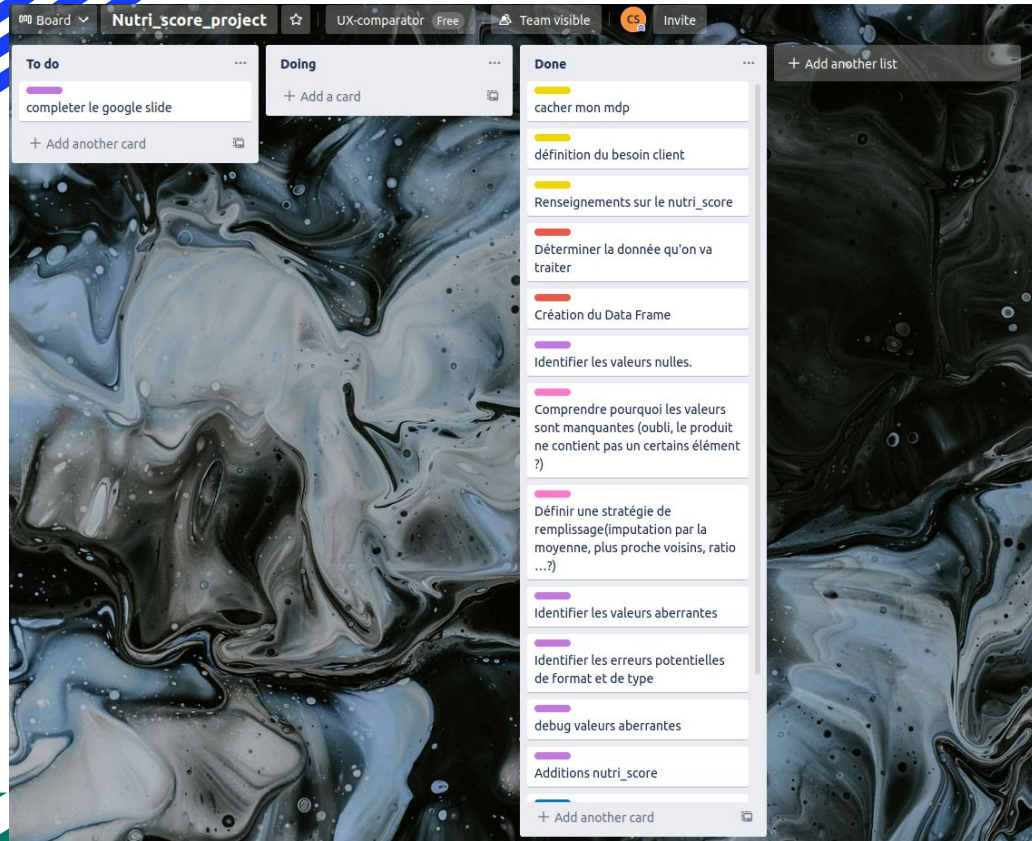 Board
Nutri_score_project
UX-comparator Free
Team visible
CS
Invite
To do
completer le google slide
+ Add another card
Doing
+ Add a card
Done
cacher mon mdp
définition du besoin client
Renseignements sur le nutri_score
Déterminer la donnée qu'on va
traiter
Création du Data Frame
Identifier les valeurs nulles.
Comprendre pourquoi les valeurs
sont manquantes (oubli, le produit
ne contient pas un certains élément
?)
Définir une stratégie de
remplissage(imputation par la
moyenne, plus proche voisins, ratio
...?)
Identifier les valeurs aberrantes
Identifier les erreurs potentielles
de format et de type
debug valeurs aberrantes
Additions nutri_score
+ Add another card
+ Add another list